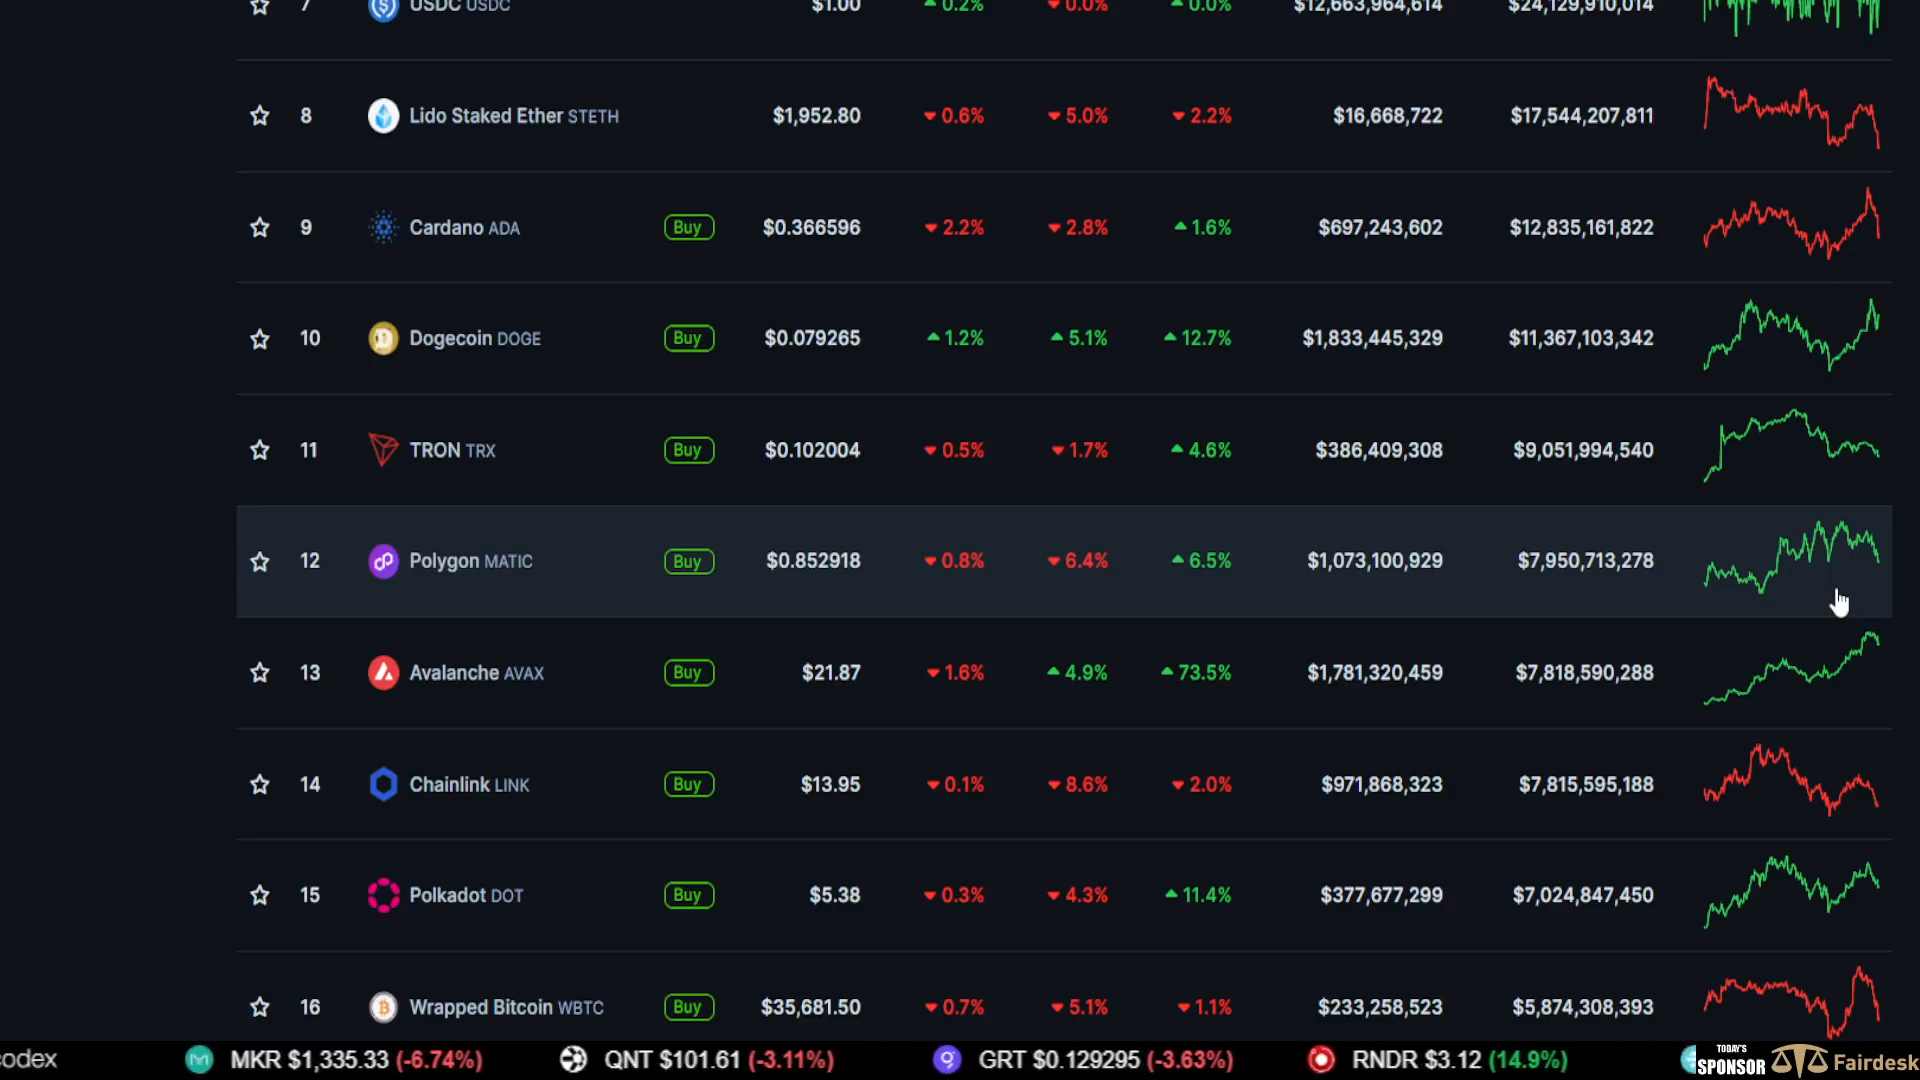 7 USDC USDC $1.00 0.2% 0.0% 0.0% $12,663,964,614 $24,129,910,014
8 Lido Staked Ether STETH $1,952.80 0.6% 5.0% 2.2% $16,668,722 $17,544,207,811
9 Cardano ADA Buy $0.366596 2.2% 2.8% 1.6% $697,243,602 $12,835,161,822
10 Dogecoin DOGE Buy $0.079265 1.2% 5.1% 12.7% $1,833,445,329 $11,367,103,342
11 TRON TRX Buy $0.102004 0.5% 1.7% 4.6% $386,409,308 $9,051,994,540
12 Polygon MATIC Buy $0.852918 0.8% 6.4% 6.5% $1,073,100,929 $7,950,713,278
13 Avalanche AVAX Buy $21.87 1.6% 4.9% 73.5% $1,781,320,459 $7,818,590,288
14 Chainlink LINK Buy $13.95 0.1% 8.6% 2.0% $971,868,323 $7,815,595,188
15 Polkadot DOT Buy $5.38 0.3% 4.3% 11.4% $377,677,299 $7,024,847,450
16 Wrapped Bitcoin WBTC Buy $35,681.50 0.7% 5.1% 1.1% $233,258,523 $5,874,308,393
codex MKR $1,335.33 (-6.74%) QNT $101.61 (-3.11%) GRT $0.129295 (-3.63%) RNDR $3.12 (14.9%)
TODAY'S
SPONSOR Fairdesk